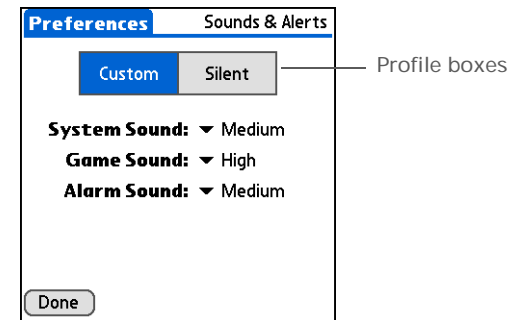 Preferences Sounds & Alerts
Custom Silent Profile boxes
System Sound: Medium
Game Sound: High
Alarm Sound: Medium
Done